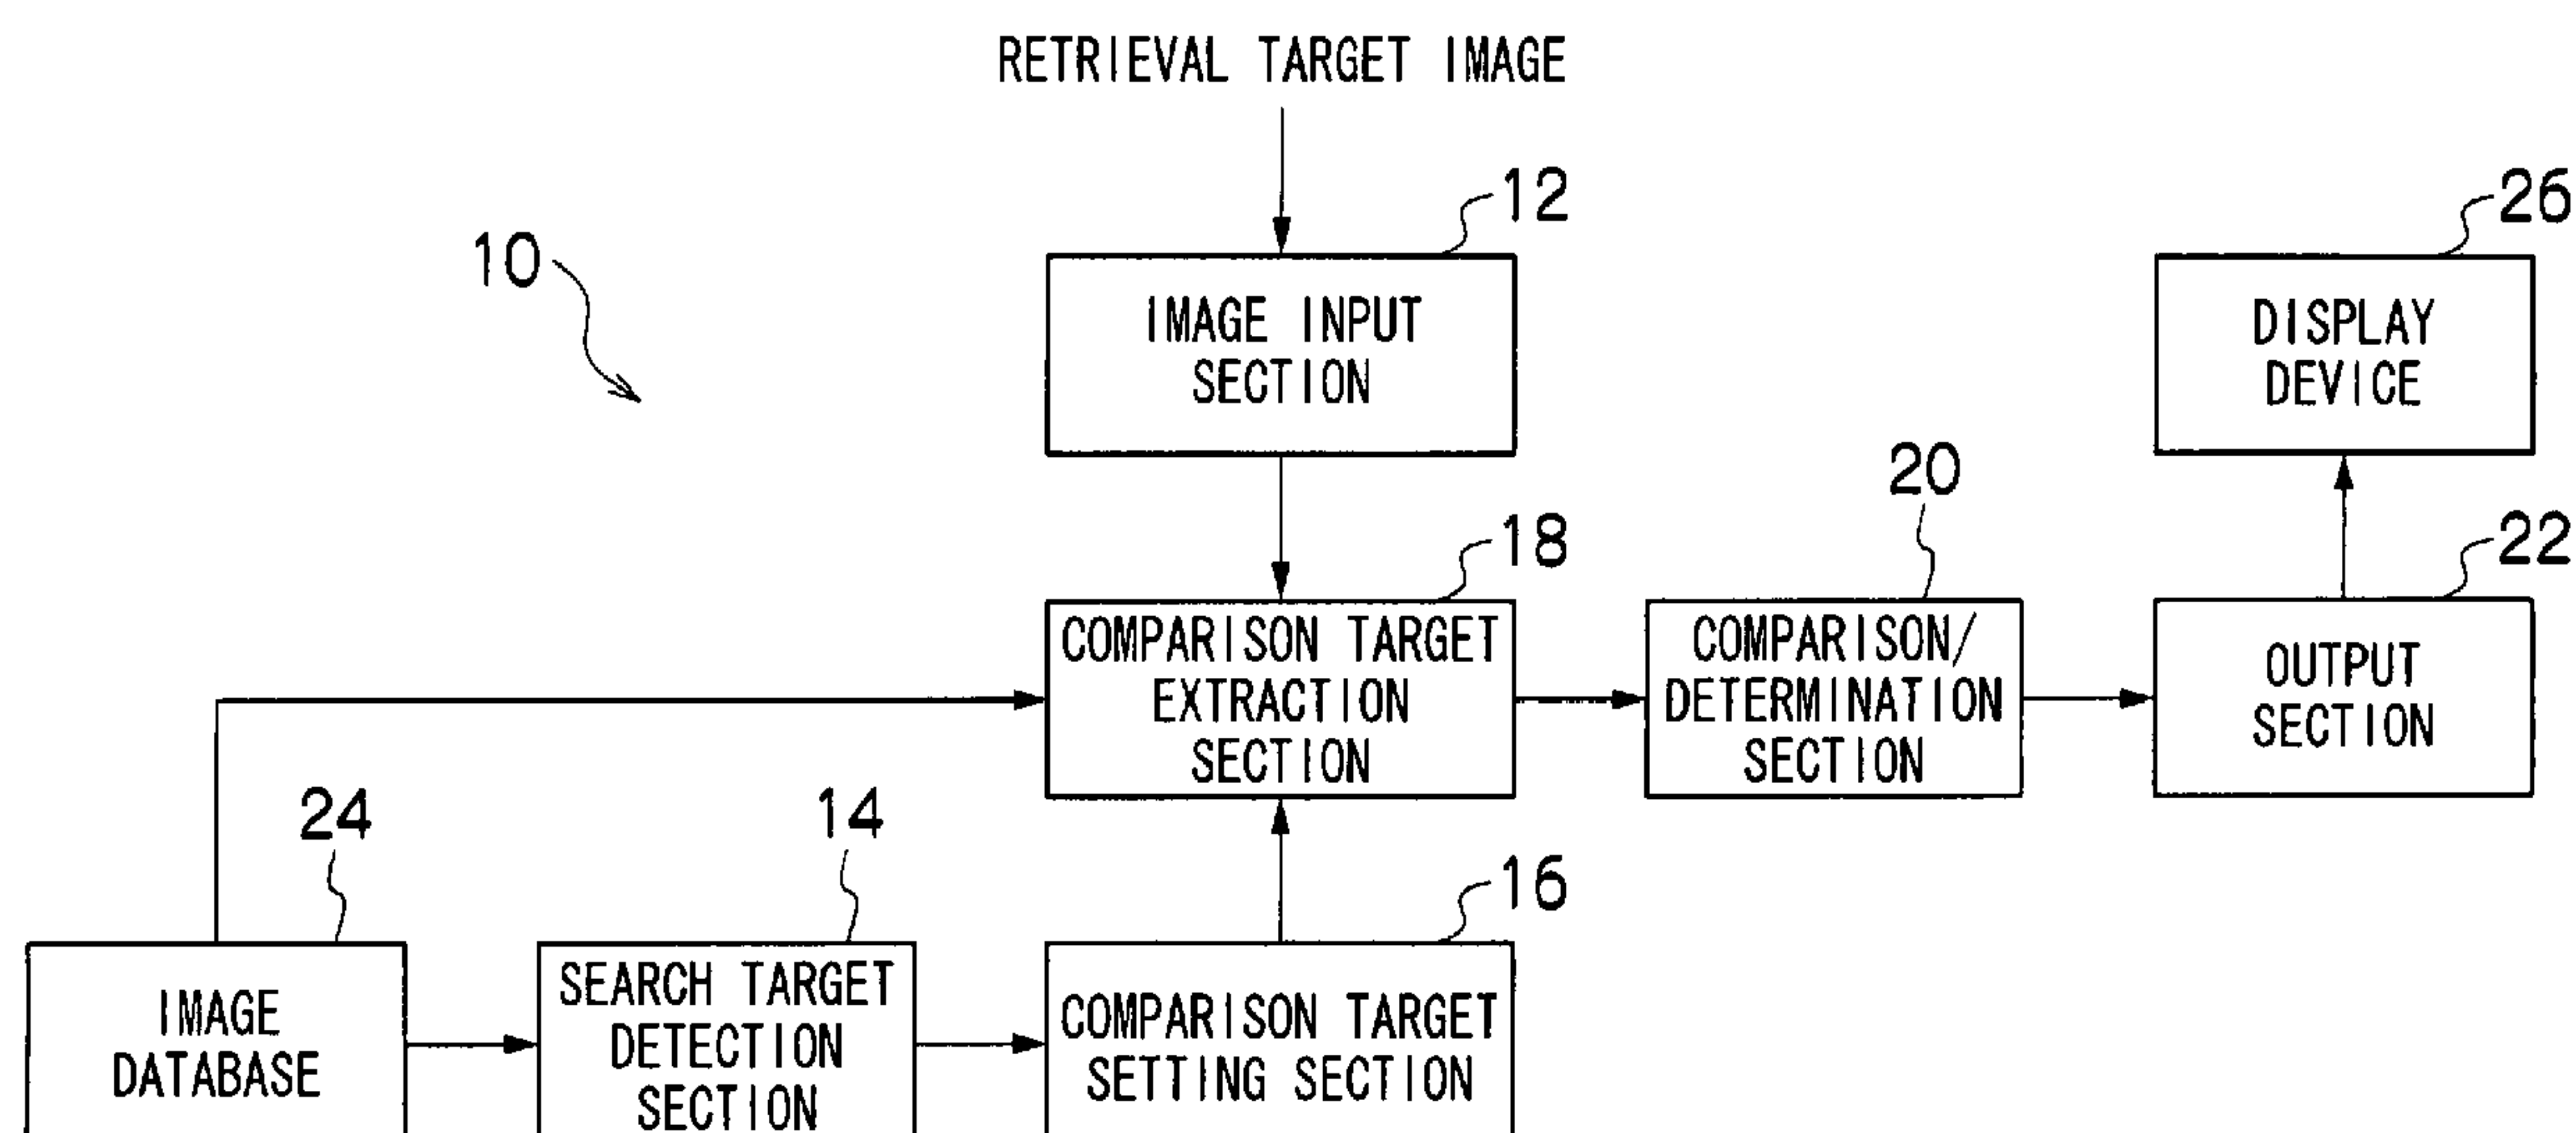 RETRIEVAL TARGET IMAGE
12
26
10
IMAGE INPUT
SECTION
DISPLAY
DEVICE
20
18
22
COMPARISON TARGET
EXTRACTION
SECTION
COMPARISON/
DETERMINATION
SECTION
OUTPUT
SECTION
24
14
16
IMAGE
DATABASE
SEARCH TARGET
DETECTION
SECTION
COMPARISON TARGET
SETTING SECTION